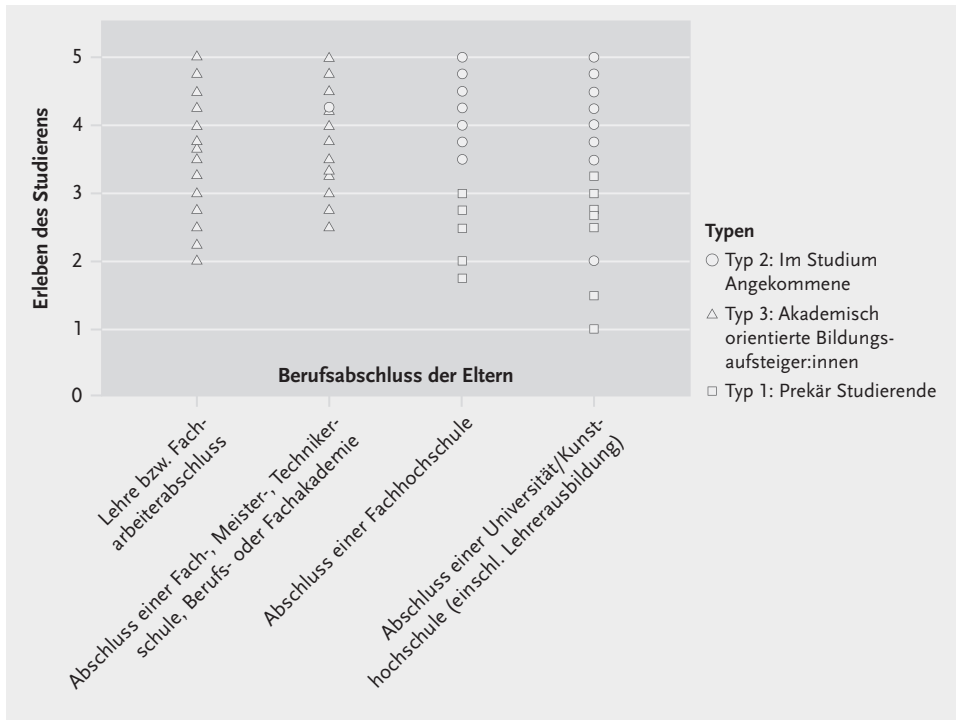 5
4
3
2
1
0
Erleben des Studierens
Berufsabschluss der Eltern
Lehre bzw. Fach-
arbeiterabschluss
Abschluss einer Fach-, Meister-, Techniker-
schule, Berufs- oder Fachakademie
Abschluss einer Fachhochschule
Abschluss einer Universität/Kunst-
hochschule (einschl. Lehrerausbildung)
Typen
Typ 2: Im Studium
Angekommene
Typ 3: Akademisch
orientierte Bildungs-
aufsteiger:innen
Typ 1: Prekär Studierende